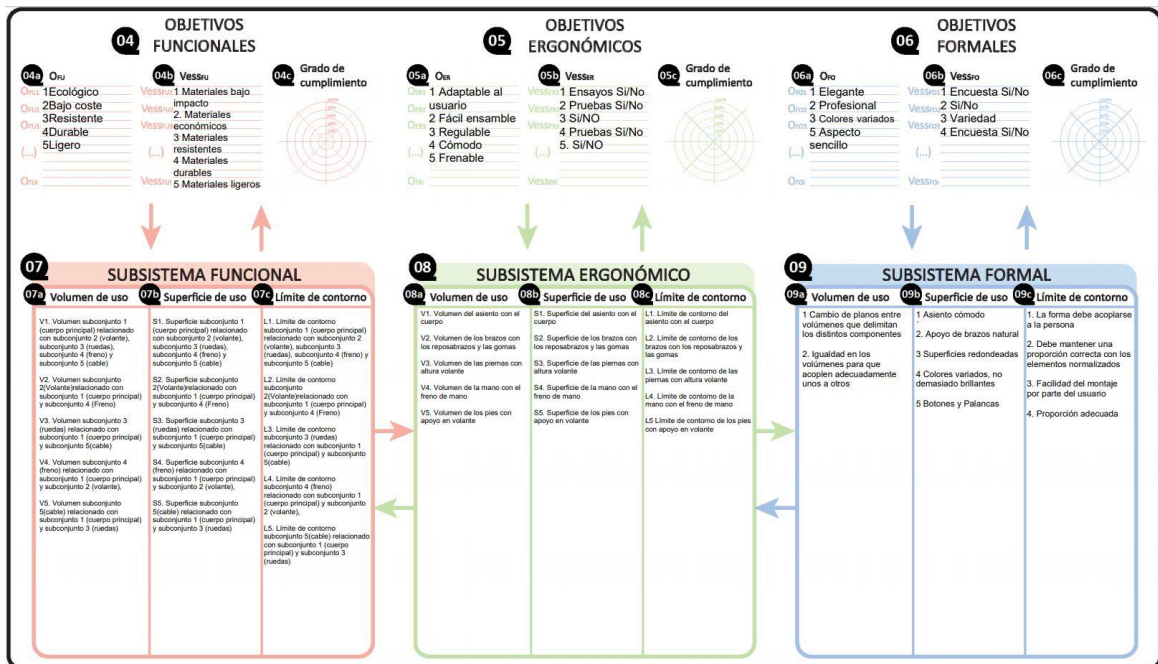 04
OBJETIVOS
FUNCIONALES
04a OFU
OFU1 1Ecológico
OFU2 2Bajo coste
OFU3 3Resistente
4Durable
(...) 5Ligero
OFUi
04b VessFU
VessFU1 1 Materiales bajo
impacto
VessFU2 2. Materiales
económicos
VessFU3 3 Materiales
resistentes
(...) 4 Materiales
durables
VessFUi 5 Materiales ligeros
04c Grado de
cumplimiento
05
OBJETIVOS
ERGONÓMICOS
05a OER
OER1 1 Adaptable al
usuario
OER2 2 Fácil ensamble
OER3 3 Regulable
4 Cómodo
(...) 5 Frenable
OERi
05b VessER
VessER1 1 Ensayos Si/No
VessER2 2 Pruebas Si/No
VessER3 3 Si/NO
4 Pruebas Si/No
(...) 5. Si/NO
VessERi
05c Grado de
cumplimiento
06
OBJETIVOS
FORMALES
06a OFO
OFO1 1 Elegante
OFO2 2 Profesional
OFO3 3 Colores variados
5 Aspecto
(...) sencillo
OFOi
06b VessFO
VessFO1 1 Encuesta Si/No
VessFO2 2 Si/No
VessFO3 3 Variedad
4 Encuesta Si/No
(...)
VessFOi
06c Grado de
cumplimiento
07
SUBSISTEMA FUNCIONAL
07a Volumen de uso
V1. Volumen subconjunto 1
(cuerpo principal) relacionado
con subconjunto 2 (volante),
subconjunto 3 (ruedas),
subconjunto 4 (freno) y
subconjunto 5 (cable)
V2. Volumen subconjunto
2(Volante)relacionado con
subconjunto 1 (cuerpo
principal) y subconjunto 4
(Freno)
V3. Volumen subconjunto 3
(ruedas) relacionado con
subconjunto 1 (cuerpo principal)
y subconjunto 5(cable)
V4. Volumen subconjunto 4
(freno) relacionado con
subconjunto 1 (cuerpo principal)
y subconjunto 2 (volante),
V5. Volumen subconjunto
5(cable) relacionado con
subconjunto 1 (cuerpo principal)
y subconjunto 3 (ruedas)
07b Superficie de uso
S1. Superficie subconjunto 1
(cuerpo principal) relacionado
con subconjunto 2 (volante),
subconjunto 3 (ruedas),
subconjunto 4 (freno) y
subconjunto 5 (cable)
S2. Superficie subconjunto
2(Volante)relacionado con
subconjunto 1 (cuerpo
principal) y subconjunto 4
(Freno)
S3. Superficie subconjunto 3
(ruedas) relacionado con
subconjunto 1 (cuerpo principal)
y subconjunto 5(cable)
S4. Superficie subconjunto 4
(freno) relacionado con
subconjunto 1 (cuerpo principal)
y subconjunto 2 (volante),
S5. Superficie subconjunto
5(cable) relacionado con
subconjunto 1 (cuerpo principal)
y subconjunto 3 (ruedas)
07c Límite de contorno
L1. Límite de contorno
subconjunto 1 (cuerpo principal)
relacionado con subconjunto 2
(volante), subconjunto 3
(ruedas), subconjunto 4 (freno) y
subconjunto 5 (cable)
L2. Límite de contorno
subconjunto
2(Volante)relacionado con
subconjunto 1 (cuerpo
principal) y subconjunto 4 (Freno)
L3. Límite de contorno
subconjunto 3 (ruedas)
relacionado con subconjunto 1
(cuerpo principal) y subconjunto
5(cable)
L4. Límite de contorno
subconjunto 4 (freno)
relacionado con subconjunto 1
(cuerpo principal) y subconjunto
2 (volante),
L5. Límite de contorno
subconjunto 5(cable) relacionado
con subconjunto 1 (cuerpo
principal) y subconjunto 3
(ruedas)
08
SUBSISTEMA ERGONÓMICO
08a Volumen de uso
V1. Volumen del asiento con el
cuerpo
V2. Volumen de los brazos con
los reposabrazos y las gomas
V3. Volumen de las piernas con
altura volante
V4. Volumen de la mano con el
freno de mano
V5. Volumen de los pies con
apoyo en volante
08b Superficie de uso
S1. Superficie del asiento con el
cuerpo
S2. Superficie de los brazos con
los reposabrazos y las gomas
S3. Superficie de las piernas con
altura volante
S4. Superficie de la mano con el
freno de mano
S5. Superficie de los pies con
apoyo en volante
08c Límite de contorno
L1. Límite de contorno del
asiento con el cuerpo
L2. Límite de contorno de los
brazos con los reposabrazos y
las gomas
L3. Límite de contorno de las
piernas con altura volante
L4. Límite de contorno de la
mano con el freno de mano
L5 Límite de contorno de los pies
con apoyo en volante
09
SUBSISTEMA FORMAL
09a Volumen de uso
1 Cambio de planos entre
volúmenes que delimitan
los distintos componentes
2. Igualdad en los
volúmenes para que
acoplen adecuadamente
unos a otros
09b Superficie de uso
1 Asiento cómodo
2. Apoyo de brazos natural
3 Superficies redondeadas
4 Colores variados, no
demasiado brillantes
5 Botones y Palancas
09c Límite de contorno
1. La forma debe acoplarse
a la persona
2. Debe mantener una
proporción correcta con los
elementos normalizados
3. Facilidad del montaje
por parte del usuario
4. Proporción adecuada